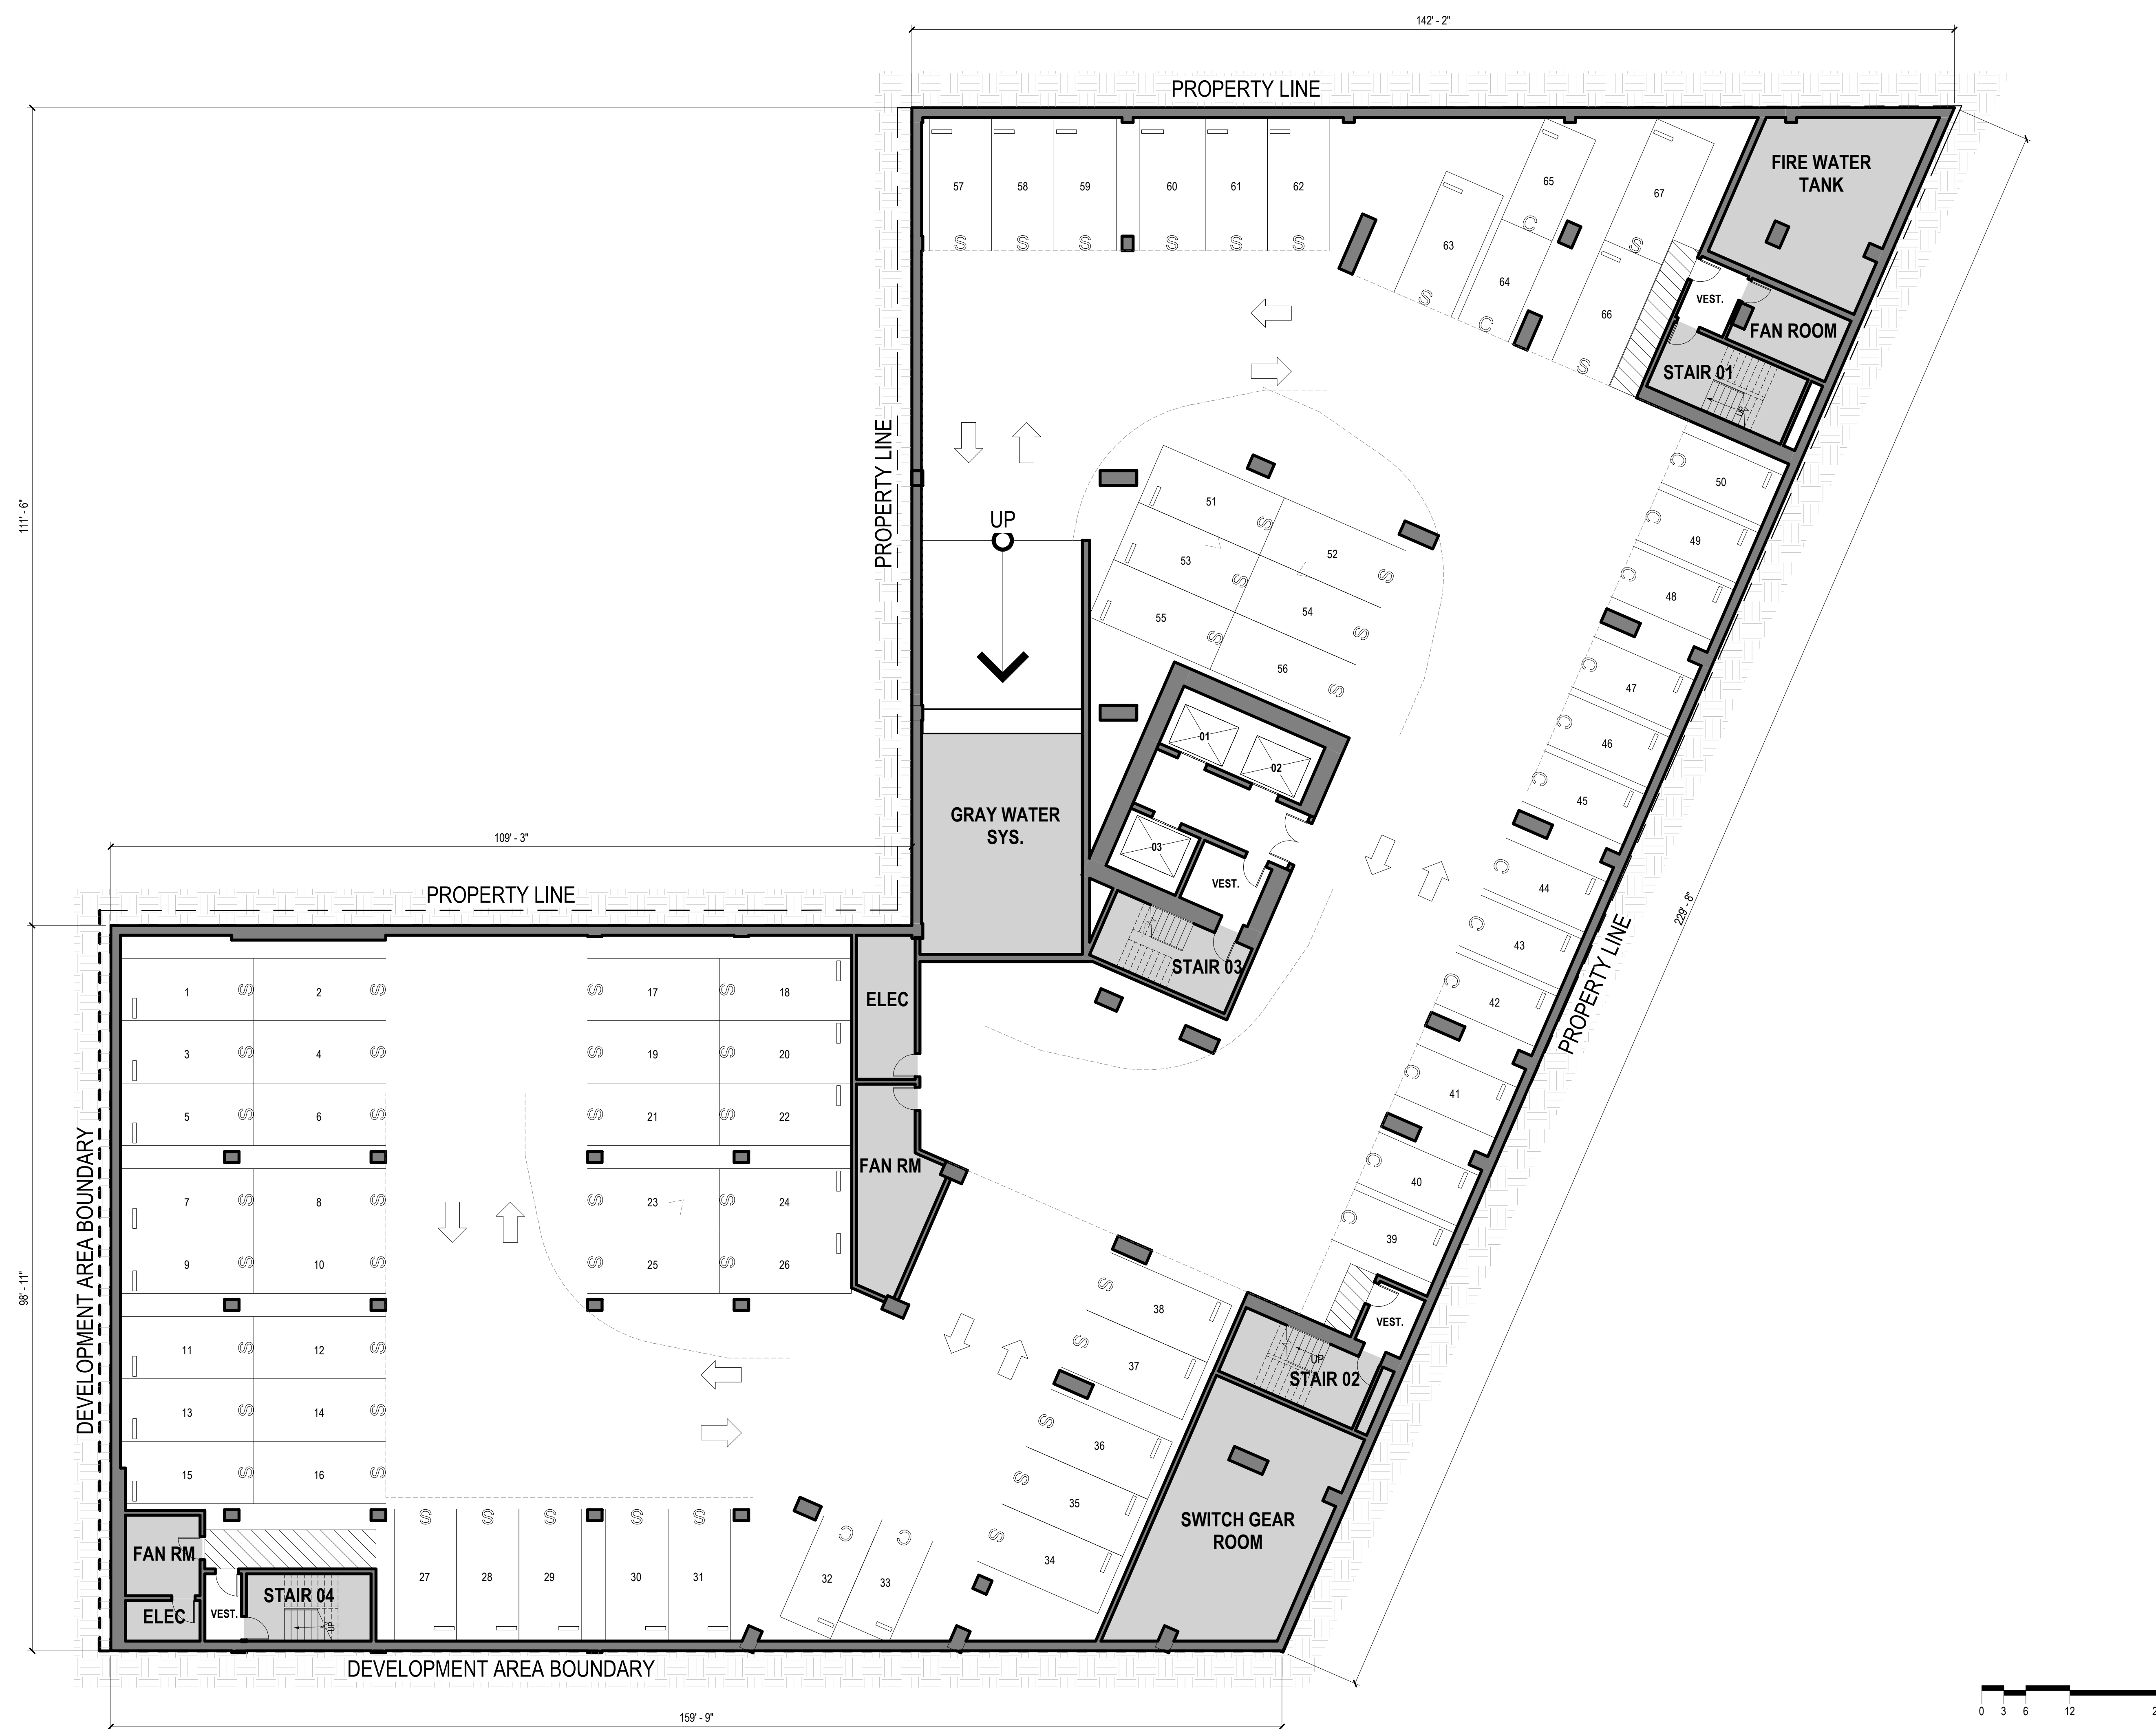 142' - 2"
PROPERTY LINE
FIRE WATER
TANK
57
58
59
60
61
62
S
S
S
S
S
S
63
S
64
C
65
C
66
S
67
S
VEST.
FAN ROOM
STAIR 01
UP
111' - 6"
PROPERTY LINE
UP
51
S
52
S
53
S
54
S
55
S
56
S
50
C
49
C
48
C
47
C
46
C
45
C
44
C
43
C
42
C
41
C
40
C
39
C
01
02
03
VEST.
STAIR 03
GRAY WATER
SYS.
229' - 8"
PROPERTY LINE
109' - 3"
PROPERTY LINE
1
S
2
S
17
S
S
18
3
S
4
S
19
S
S
20
5
S
6
S
21
S
S
22
7
S
8
S
23
S
S
24
9
S
10
S
25
S
S
26
11
S
12
S
13
S
14
S
15
S
16
S
ELEC
FAN RM
98' - 11"
DEVELOPMENT AREA BOUNDARY
S
38
S
37
S
36
S
35
S
34
VEST.
UP
STAIR 02
SWITCH GEAR
ROOM
S
S
S
S
S
27
28
29
30
31
C
32
C
33
FAN RM
ELEC
VEST.
STAIR 04
UP
DEVELOPMENT AREA BOUNDARY
159' - 9"
0 3 6 12 2